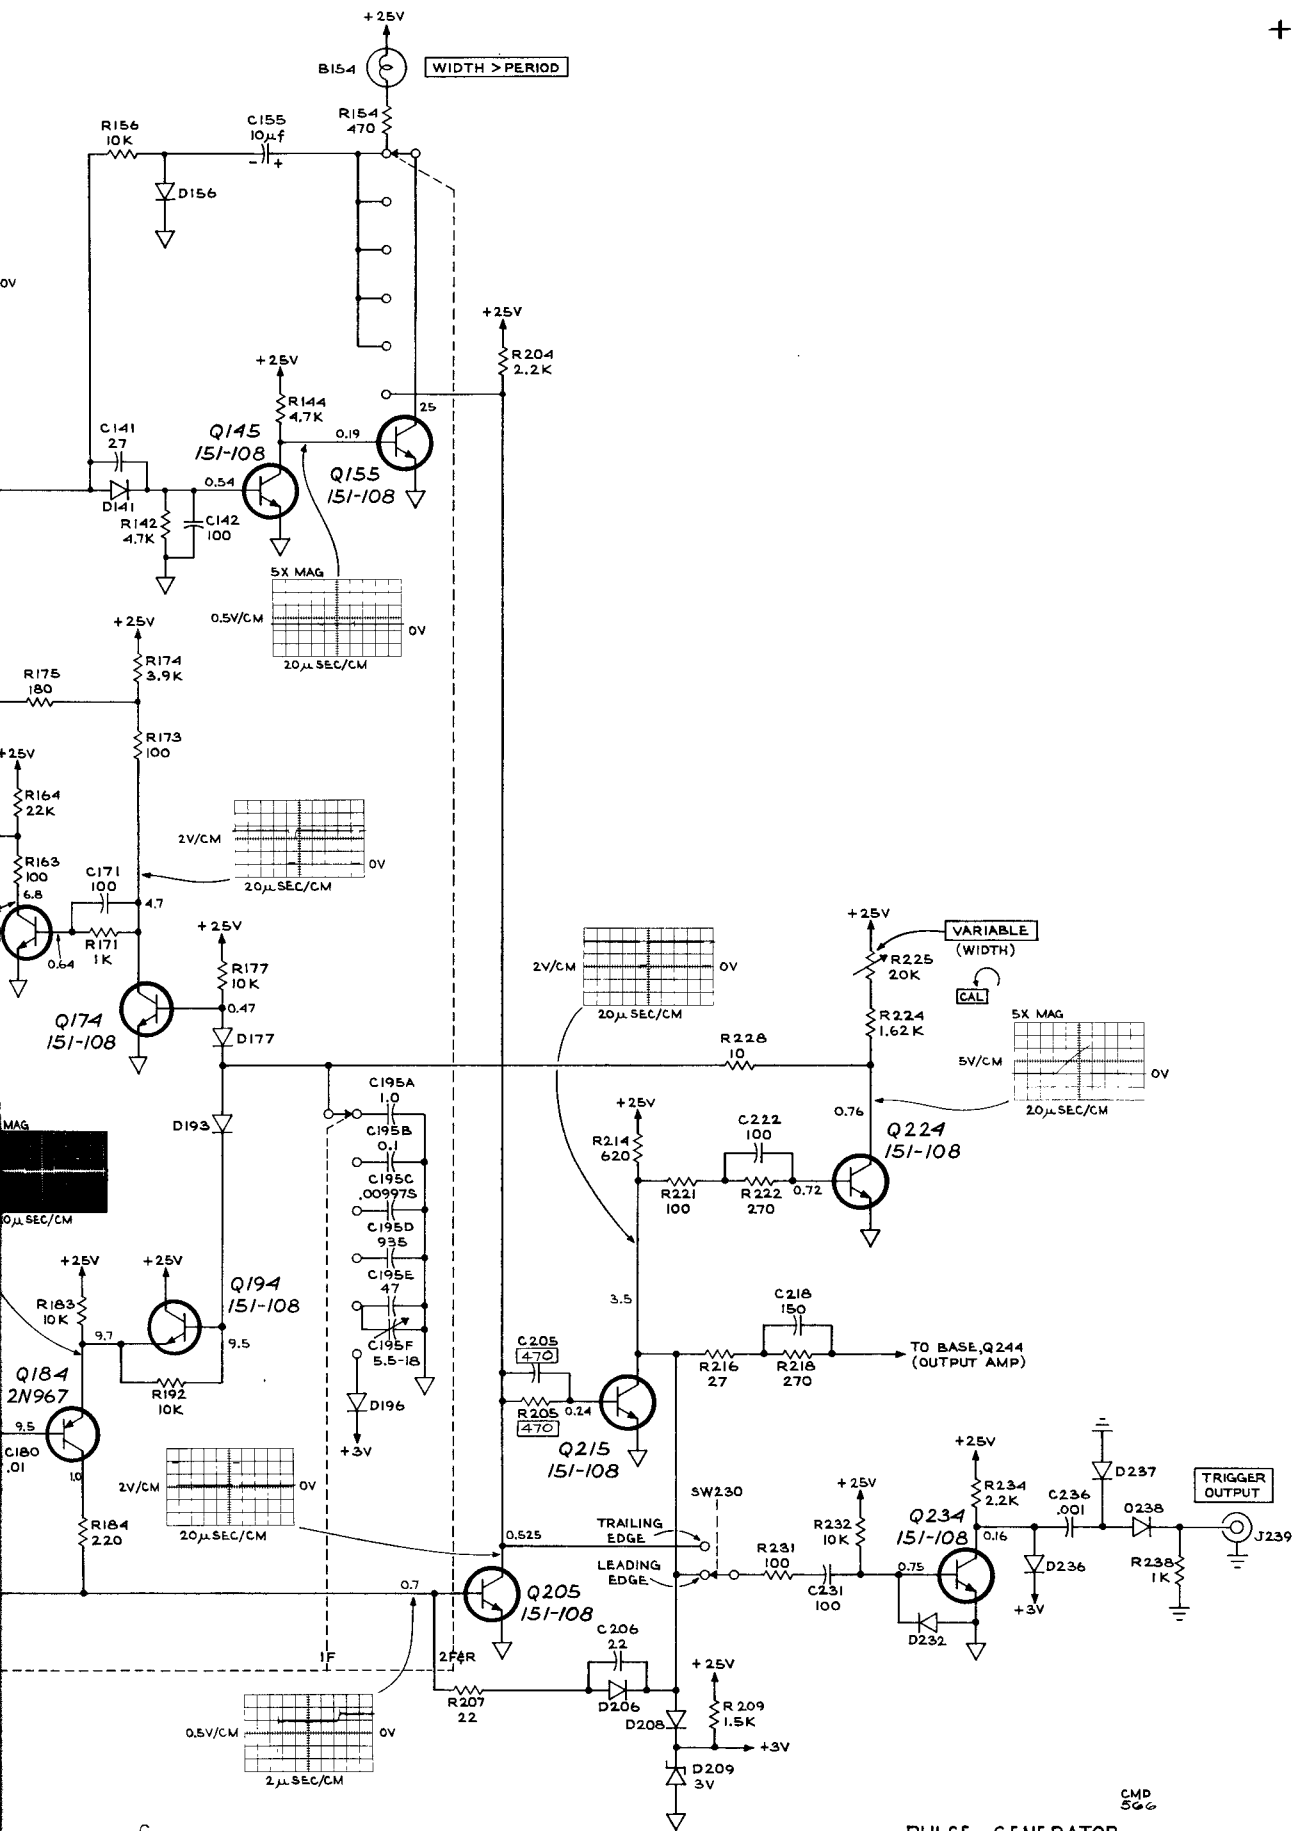 +25V
B154
WIDTH > PERIOD
R154
470
R156
10K
C155
10µf
- +
D156
0V
+25V
R204
2.2K
+25V
R144
4.7K
25
C141
27
Q145
151-108
0.19
Q155
151-108
0.54
D141
R142
4.7K
C142
100
5X MAG
0.5V/CM
0V
20µSEC/CM
+25V
R174
3.9K
R175
180
R173
100
+25V
R164
22K
2V/CM
0V
20µSEC/CM
R163
100
6.8
C171
100
4.7
R171
1K
0.64
+25V
R177
10K
0.47
Q174
151-108
D177
2V/CM
0V
20µSEC/CM
+25V
VARIABLE
(WIDTH)
R225
20K
CAL
R224
1.62K
5X MAG
5V/CM
0V
20µSEC/CM
R228
10
0.76
C195A
1.0
C195B
0.1
C195C
.00997S
C195D
935
C195E
47
C195F
5.5-18
D193
MAG
0µSEC/CM
+25V
R214
620
C222
100
Q224
151-108
R221
100
R222
270
0.72
+25V
+25V
Q194
151-108
R183
10K
9.7
9.5
R192
10K
Q184
2N967
9.5
C180
.01
1.0
D196
+3V
3.5
C218
150
R216
27
R218
270
TO BASE, Q244
(OUTPUT AMP)
C205
470
R205
470
0.24
Q215
151-108
2V/CM
0V
20µSEC/CM
R184
220
0.525
SW230
TRAILING
EDGE
LEADING
EDGE
+25V
R232
10K
R231
100
C231
100
0.75
+25V
R234
2.2K
Q234
151-108
0.16
C236
.001
D237
D238
TRIGGER
OUTPUT
J239
D236
+3V
R238
1K
D232
0.7
Q205
151-108
1F
2F&R
R207
22
C206
22
D206
+25V
R209
1.5K
D208
+3V
D209
3V
0.5V/CM
0V
2µSEC/CM
CMD
566
PULSE GENERATOR